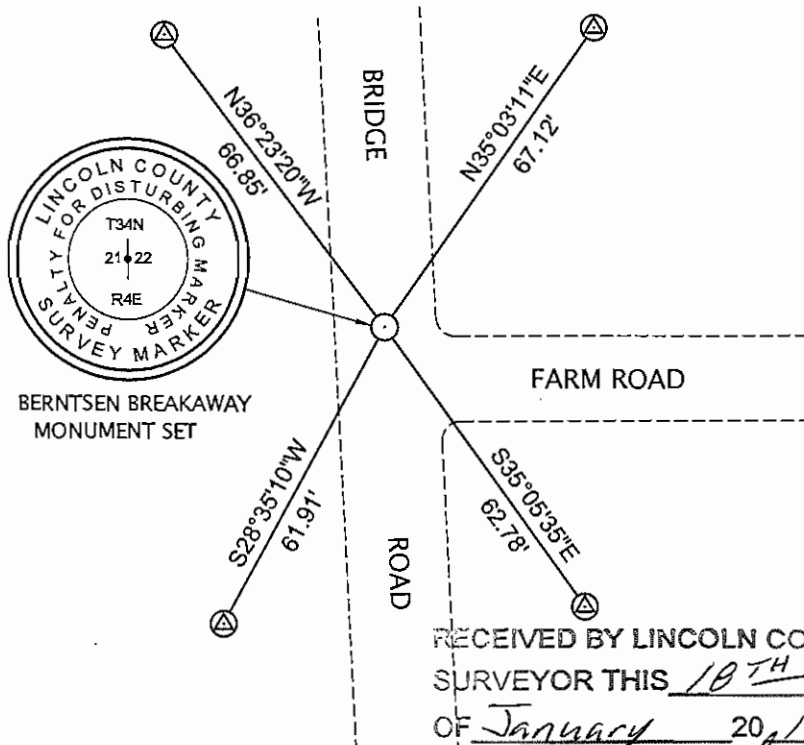 N36°23'20"W
66.85'
BRIDGE
N35°03'11"E
67.12'
LINCOLN COUNTY
PENALTY FOR DISTURBING MARKER
T34N
21 22
R4E
SURVEY MARKER
BERNTSEN BREAKAWAY
MONUMENT SET
FARM ROAD
S28°35'10"W
61.91'
S35°05'35"E
62.78'
ROAD
RECEIVED BY LINCOLN CO
SURVEYOR THIS 18TH
OF January 20